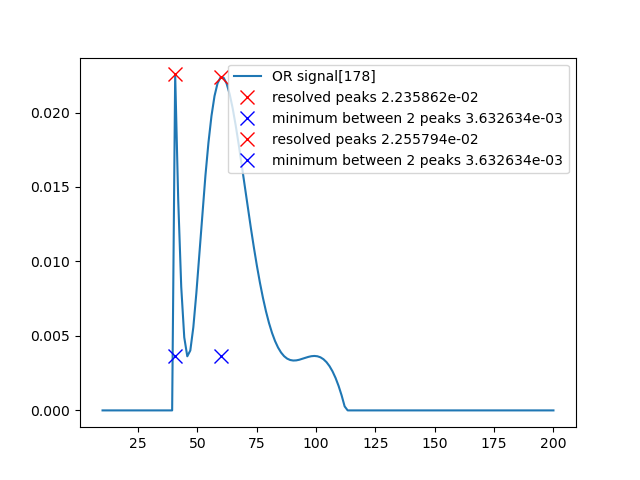 OR signal[178]
resolved peaks 2.235862e-02
minimum between 2 peaks 3.632634e-03
resolved peaks 2.255794e-02
minimum between 2 peaks 3.632634e-03
0.020
0.015
0.010
0.005
0.000
25 50 75 100 125 150 175 200